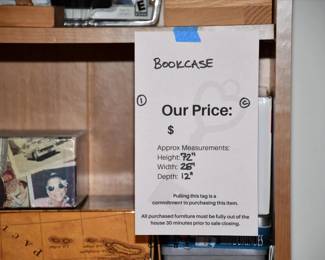 BOOKCASE
1 C
Our Price:
$
Approx Measurements:
Height: 72"
Width: 28"
Depth: 12"
Pulling this tag is a
commitment to purchasing this item.
All purchased furniture must be fully out of the
house 30 minutes prior to sale closing.